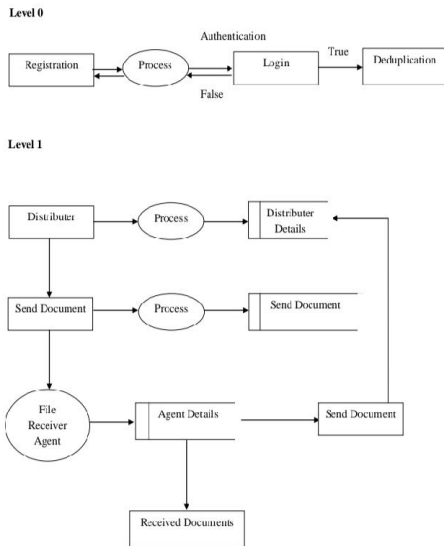 Level 0
Authentication
Registration
Process
Login
True
Deduplication
False
Level 1
Distributer
Process
Distributer
Details
Send Document
Process
Send Document
File
Receiver
Agent
Agent Details
Send Document
Received Documents